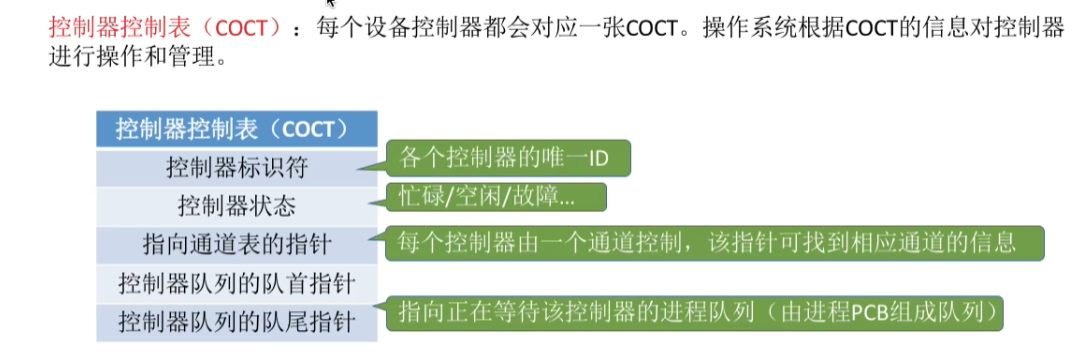 控制器控制表（COCT）：每个设备控制器都会对应一张COCT。操作系统根据COCT的信息对控制器
进行操作和管理。
控制器控制表（COCT）
控制器标识符
各个控制器的唯一ID
控制器状态
忙碌/空闲/故障...
指向通道表的指针
每个控制器由一个通道控制，该指针可找到相应通道的信息
控制器队列的队首指针
控制器队列的队尾指针
指向正在等待该控制器的进程队列（由进程PCB组成队列）